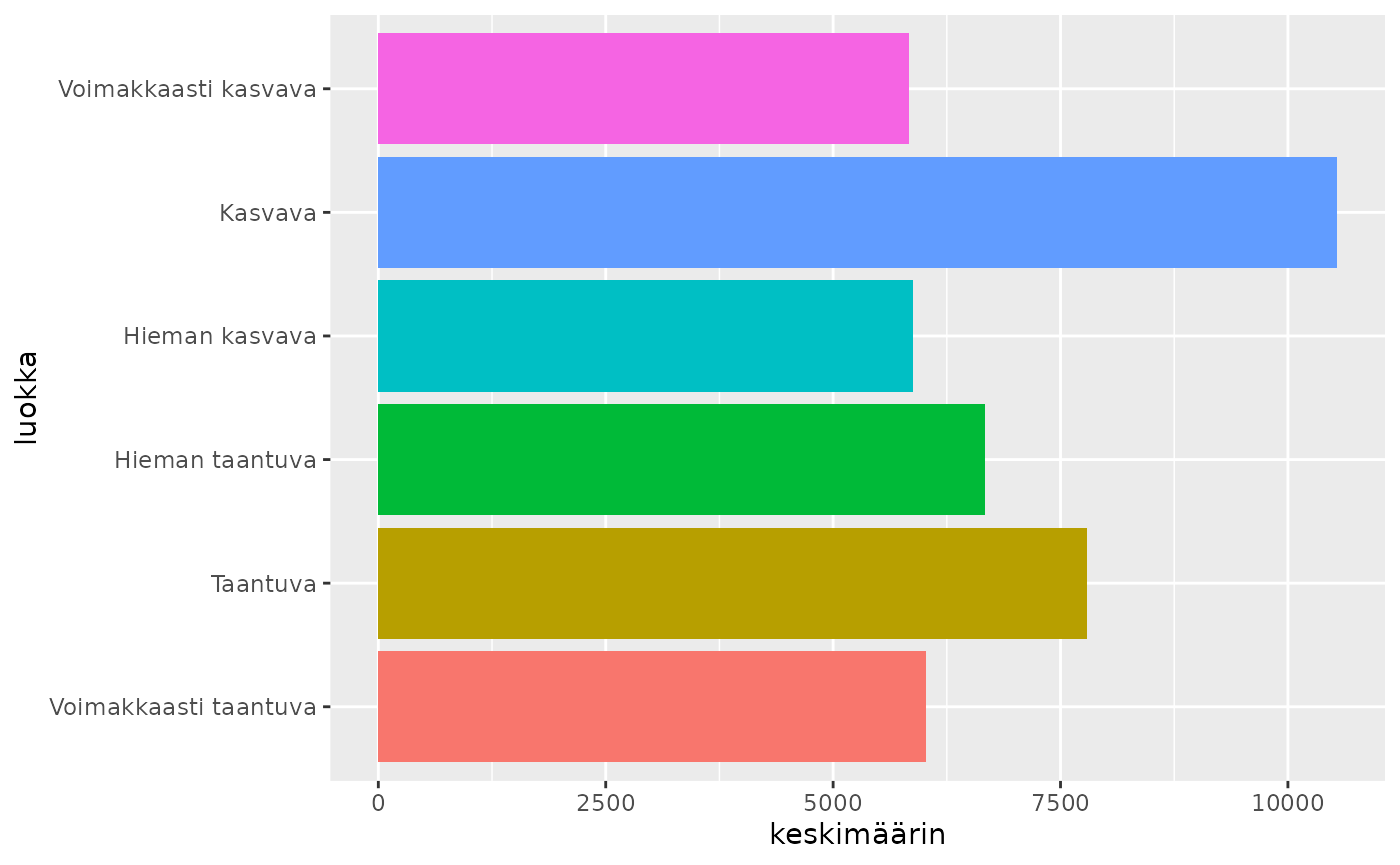 Voimakkaasti kasvava
Kasvava
Hieman kasvava
Hieman taantuva
Taantuva
Voimakkaasti taantuva
luokka
0 2500 5000 7500 10000
keskimäärin